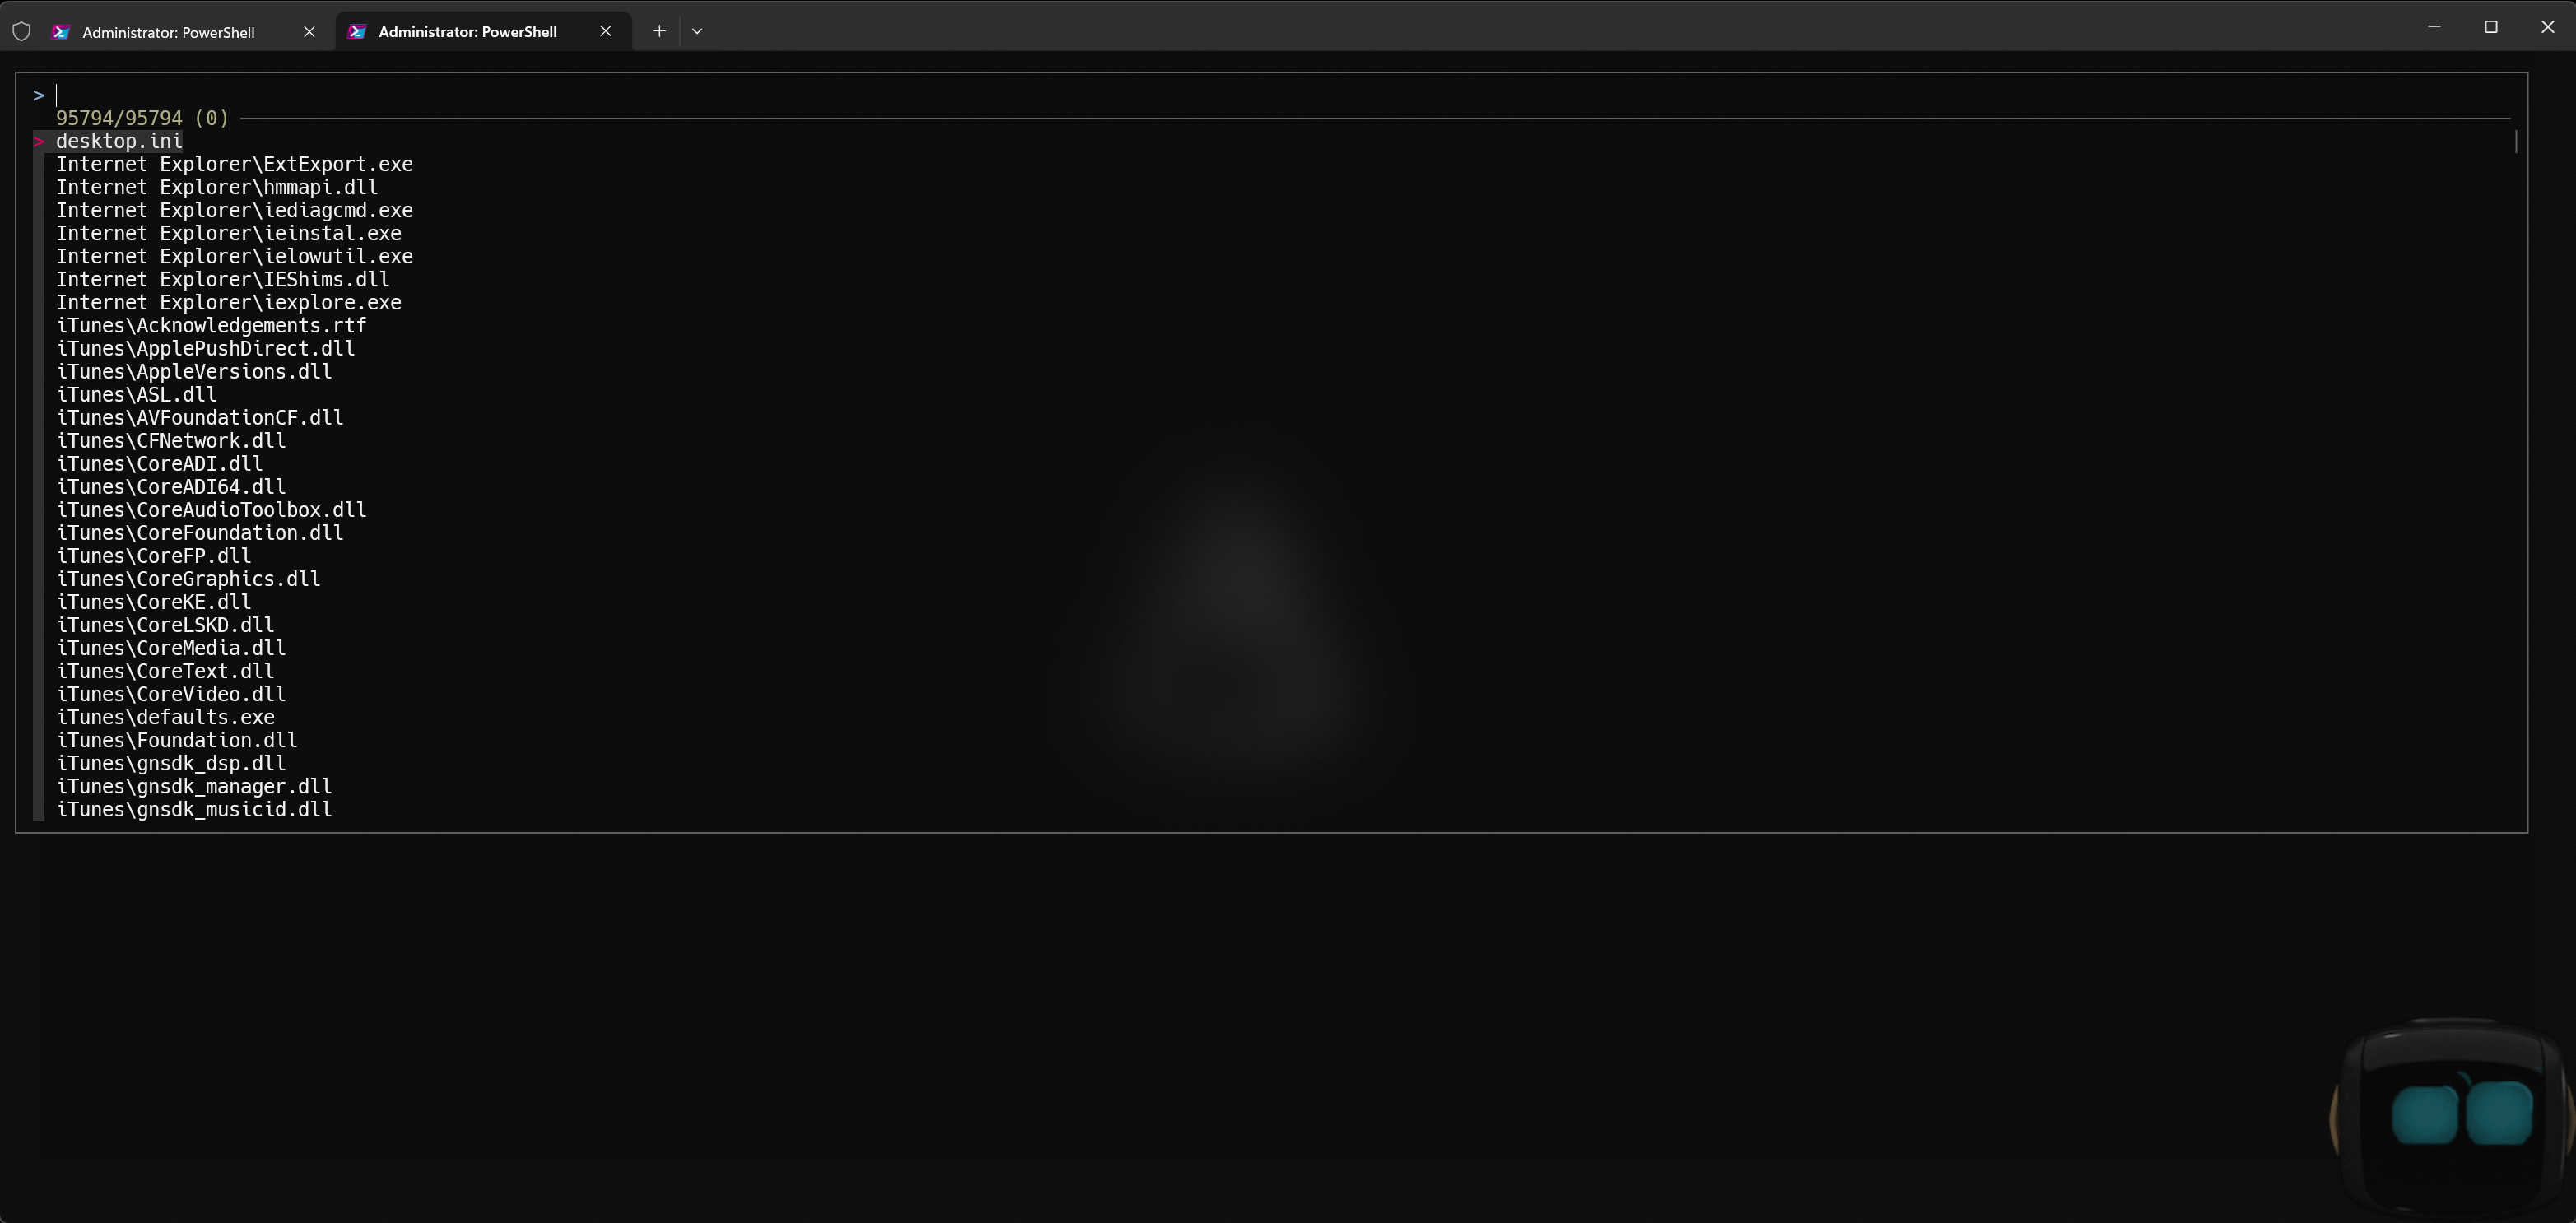 Administrator: PowerShell
Administrator: PowerShell
>
95794/95794 (0)
> desktop.ini
Internet Explorer\ExtExport.exe
Internet Explorer\hmmapi.dll
Internet Explorer\iediagcmd.exe
Internet Explorer\ieinstal.exe
Internet Explorer\ielowutil.exe
Internet Explorer\IEShims.dll
Internet Explorer\iexplore.exe
iTunes\Acknowledgements.rtf
iTunes\ApplePushDirect.dll
iTunes\AppleVersions.dll
iTunes\ASL.dll
iTunes\AVFoundationCF.dll
iTunes\CFNetwork.dll
iTunes\CoreADI.dll
iTunes\CoreADI64.dll
iTunes\CoreAudioToolbox.dll
iTunes\CoreFoundation.dll
iTunes\CoreFP.dll
iTunes\CoreGraphics.dll
iTunes\CoreKE.dll
iTunes\CoreLSKD.dll
iTunes\CoreMedia.dll
iTunes\CoreText.dll
iTunes\CoreVideo.dll
iTunes\defaults.exe
iTunes\Foundation.dll
iTunes\gnsdk_dsp.dll
iTunes\gnsdk_manager.dll
iTunes\gnsdk_musicid.dll